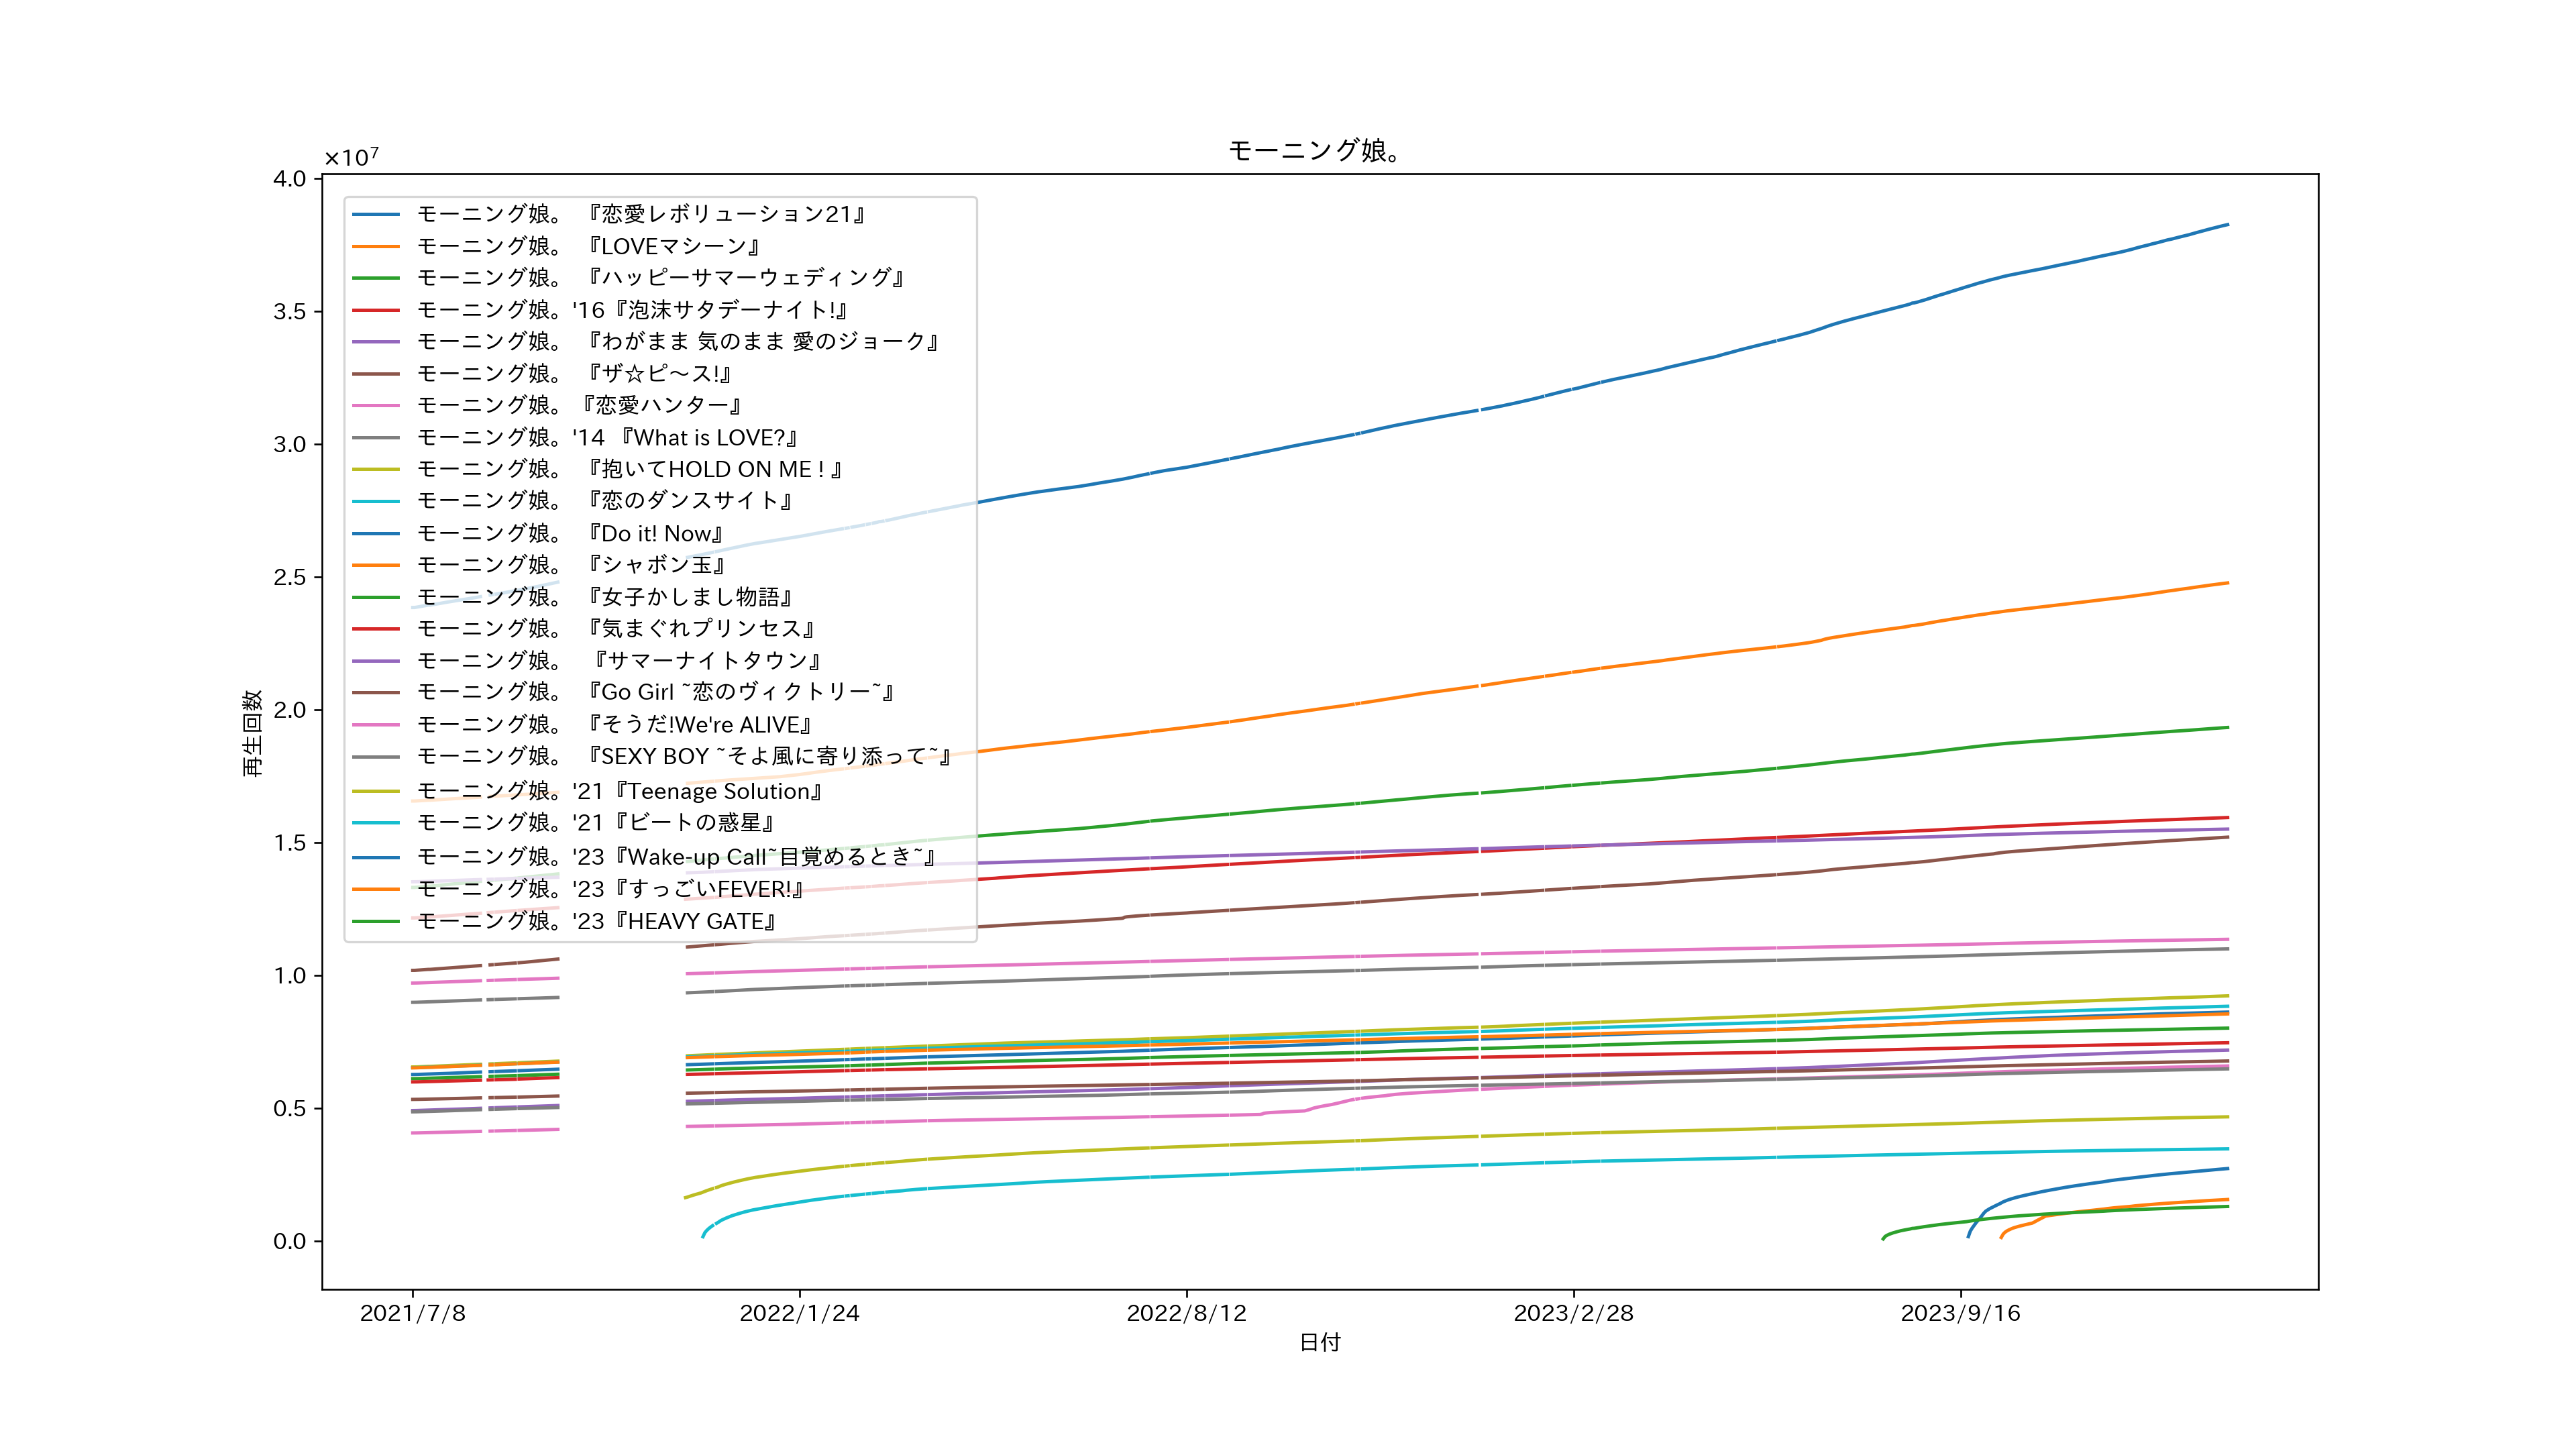 モーニング娘。
×10⁷
4.0
3.5
3.0
2.5
2.0
1.5
1.0
0.5
0.0
再生回数
モーニング娘。 『恋愛レボリューション21』
モーニング娘。 『LOVEマシーン』
モーニング娘。 『ハッピーサマーウェディング』
モーニング娘。'16『泡沫サタデーナイト!』
モーニング娘。 『わがまま 気のまま 愛のジョーク』
モーニング娘。 『ザ☆ピ～ス!』
モーニング娘。『恋愛ハンター』
モーニング娘。'14 『What is LOVE?』
モーニング娘。 『抱いてHOLD ON ME ! 』
モーニング娘。 『恋のダンスサイト』
モーニング娘。 『Do it! Now』
モーニング娘。 『シャボン玉』
モーニング娘。 『女子かしまし物語』
モーニング娘。 『気まぐれプリンセス』
モーニング娘。 『サマーナイトタウン』
モーニング娘。 『Go Girl ~恋のヴィクトリー~』
モーニング娘。 『そうだ!We're ALIVE』
モーニング娘。 『SEXY BOY ~そよ風に寄り添って~』
モーニング娘。'21『Teenage Solution』
モーニング娘。'21『ビートの惑星』
モーニング娘。'23『Wake-up Call~目覚めるとき~』
モーニング娘。'23『すっごいFEVER!』
モーニング娘。'23『HEAVY GATE』
2021/7/8
2022/1/24
2022/8/12
2023/2/28
2023/9/16
日付